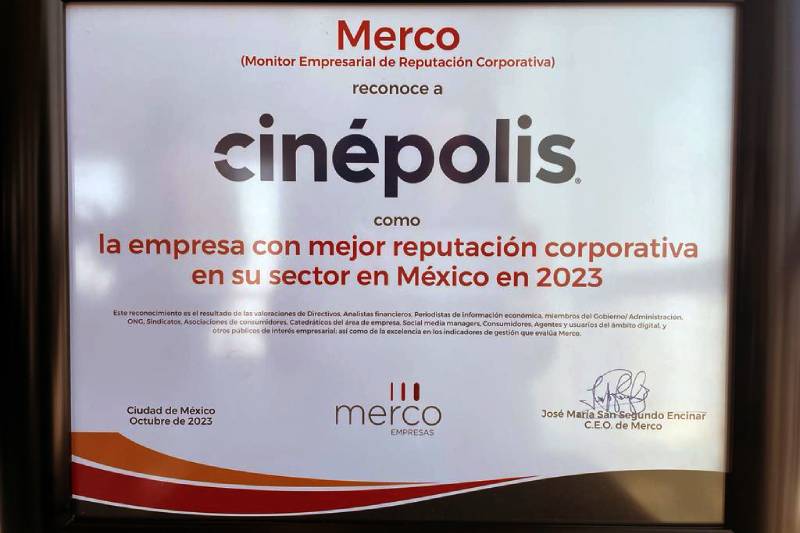 Merco
(Monitor Empresarial de Reputación Corporativa)
reconoce a
cinépolis®
como
la empresa con mejor reputación corporativa
en su sector en México en 2023
Este reconocimiento es el resultado de las valoraciones de Directivos, Analistas financieros, Periodistas de información económica, miembros del Gobierno/ Administración,
ONG, Sindicatos, Asociaciones de consumidores, Catedráticos del área de empresa, Social media managers, Consumidores, Agentes y usuarios del ámbito digital, y
otros públicos de interés empresarial; así como de la excelencia en los indicadores de gestión que evalúa Merco.
Ciudad de México
Octubre de 2023
merco
EMPRESAS
José María San Segundo Encinar
C.E.O. de Merco